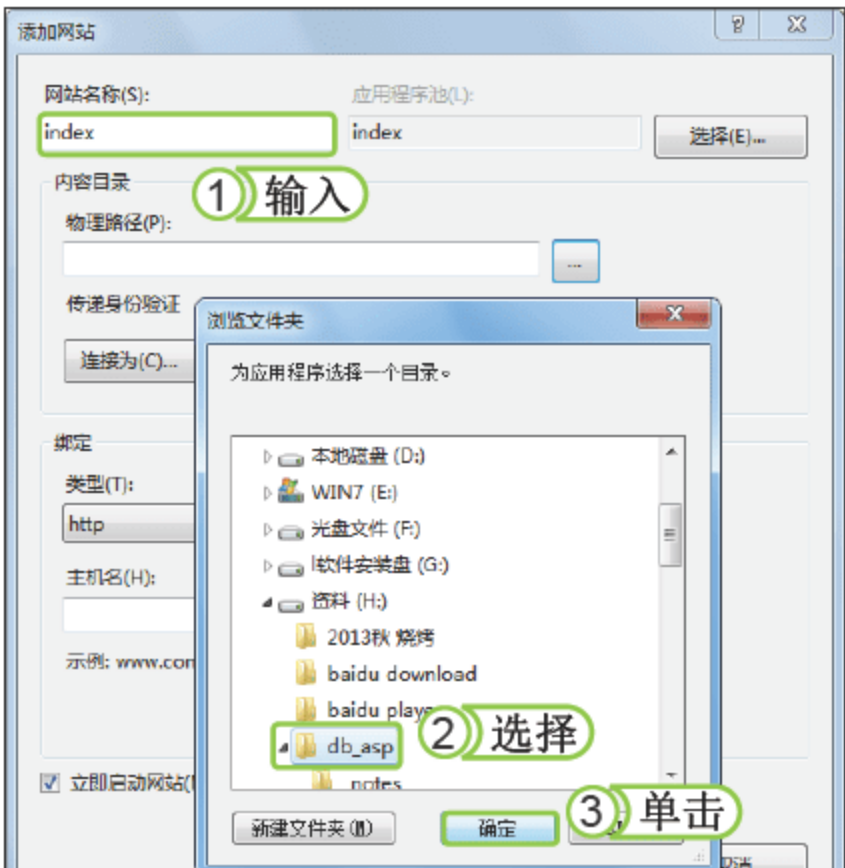 添加网站
网站名称(S):
应用程序池(L):
index
index
选择(E)...
① 输入
内容目录
物理路径(P):
...
传递身份验证
连接为(C)...
浏览文件夹
为应用程序选择一个目录。
本地磁盘 (D:)
WIN7 (E:)
光盘文件 (F:)
软件安装盘 (G:)
资料 (H:)
2013秋 烧烤
baidu download
baidu playe
② 选择
db_asp
notes
新建文件夹(N)
确定
③ 单击
绑定
类型(T):
http
主机名(H):
示例: www.con
立即启动网站(
取消